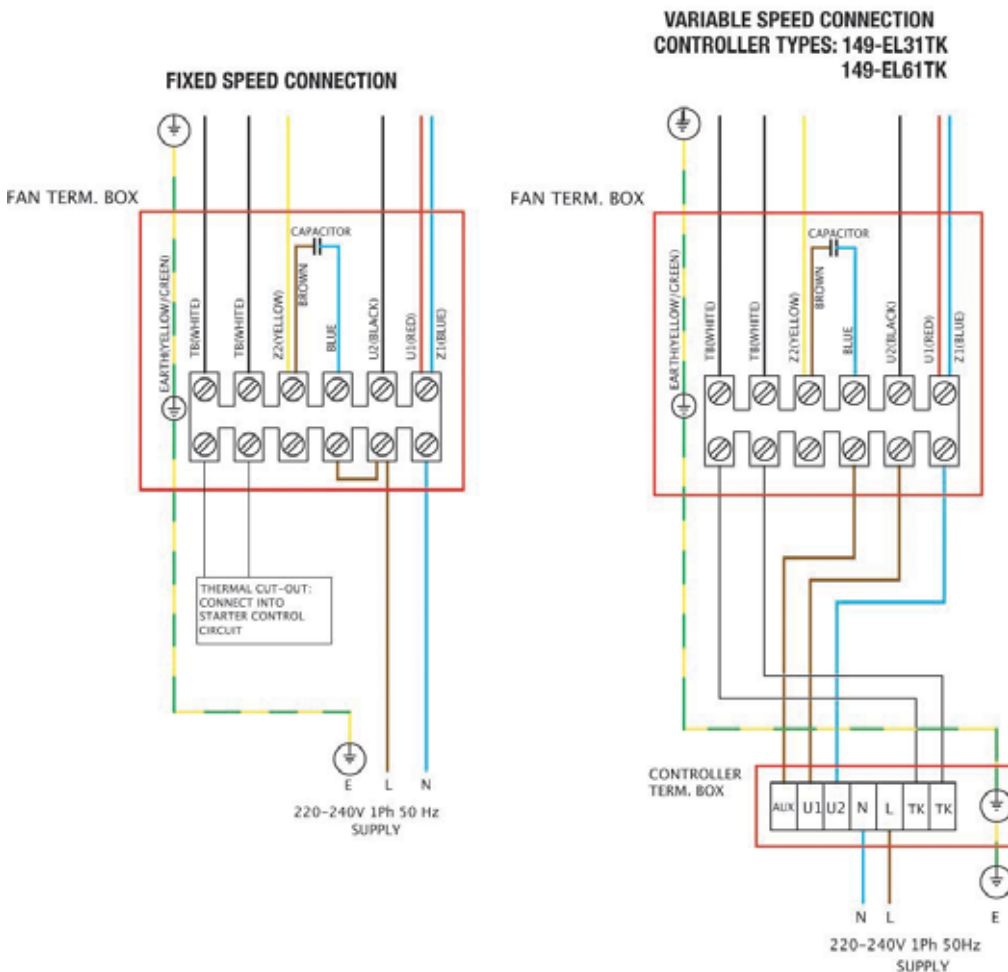 FIXED SPEED CONNECTION
FAN TERM. BOX
CAPACITOR
EARTH(YELLOW/GREEN)
TB(WHITE)
TB(WHITE)
Z2(YELLOW)
BROWN
BLUE
U2(BLACK)
U1(RED)
Z1(BLUE)
THERMAL CUT-OUT:
CONNECT INTO
STARTER CONTROL
CIRCUIT
E L N
220-240V 1Ph 50 Hz
SUPPLY
VARIABLE SPEED CONNECTION
CONTROLLER TYPES: 149-EL31TK
149-EL61TK
FAN TERM. BOX
CAPACITOR
EARTH(YELLOW/GREEN)
TB(WHITE)
TB(WHITE)
Z2(YELLOW)
BROWN
BLUE
U2(BLACK)
U1(RED)
Z1(BLUE)
CONTROLLER
TERM. BOX
AUX U1 U2 N L TK TK
N L E
220-240V 1Ph 50Hz
SUPPLY